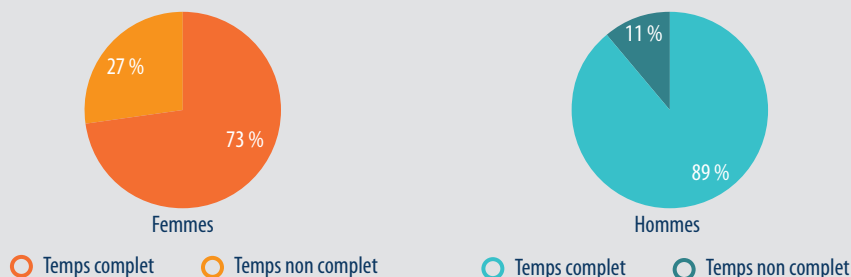 27 %
73 %
Femmes
Temps complet
Temps non complet
11 %
89 %
Hommes
Temps complet
Temps non complet